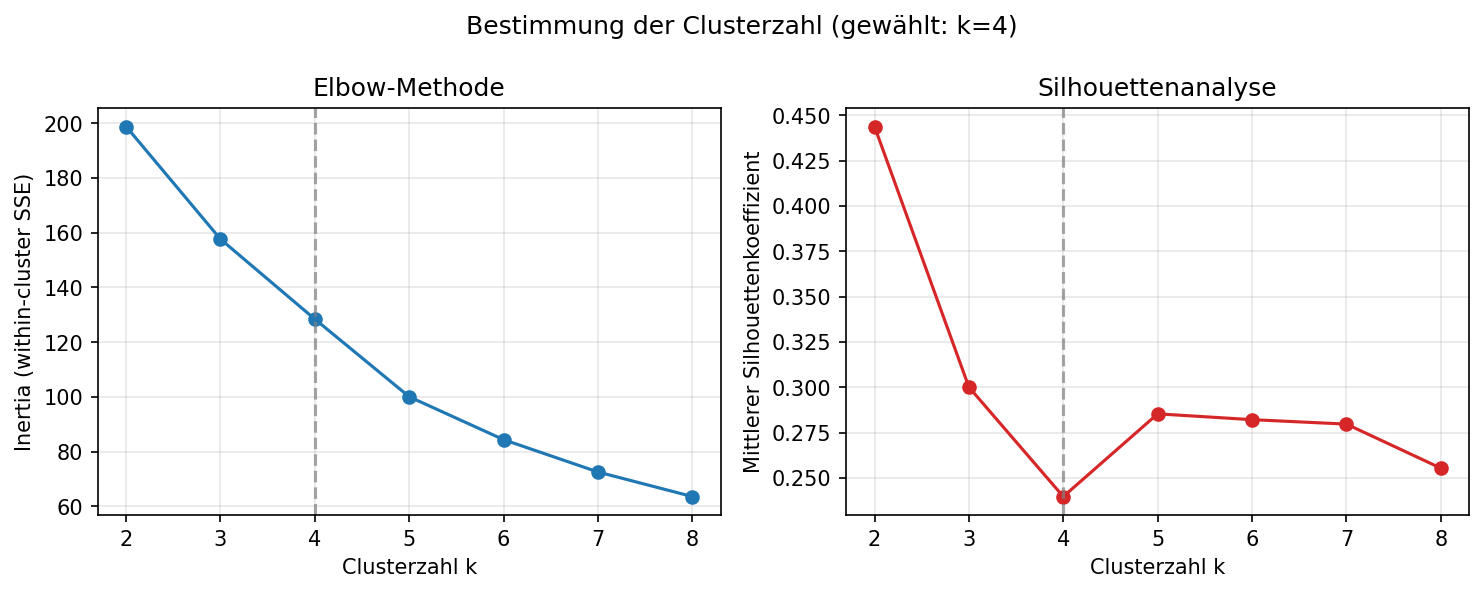 Bestimmung der Clusterzahl (gewählt: k=4)
Elbow-Methode
Inertia (within-cluster SSE)
200
180
160
140
120
100
80
60
2 3 4 5 6 7 8
Clusterzahl k
Silhouettenanalyse
Mittlerer Silhouettenkoeffizient
0.450
0.425
0.400
0.375
0.350
0.325
0.300
0.275
0.250
2 3 4 5 6 7 8
Clusterzahl k